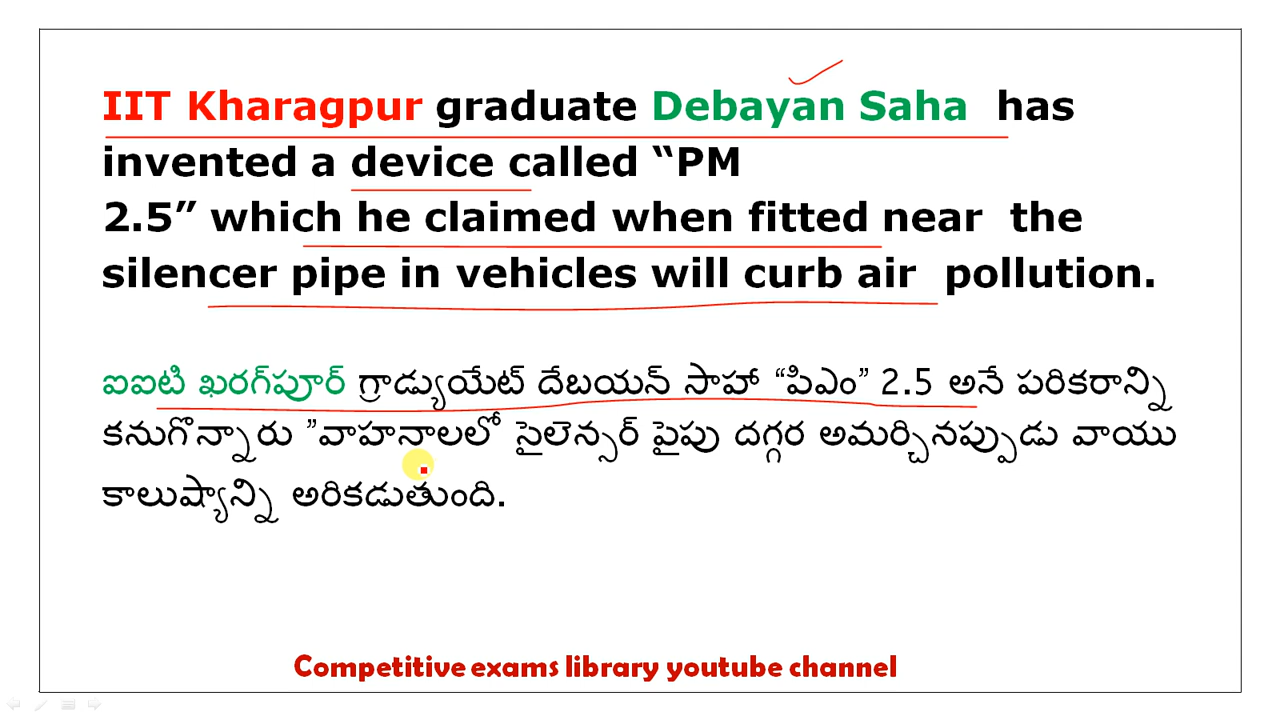 IIT Kharagpur graduate Debayan Saha has
invented a device called “PM
2.5” which he claimed when fitted near the
silencer pipe in vehicles will curb air pollution.
ఐఐటి ఖరగ్‌పూర్ గ్రాడ్యుయేట్ దేబయన్ సాహా “పిఎం” 2.5 అనే పరికరాన్ని
కనుగొన్నారు ”వాహనాలలో సైలెన్సర్ పైపు దగ్గర అమర్చినప్పుడు వాయు
కాలుష్యాన్ని అరికడుతుంది.
Competitive exams library youtube channel